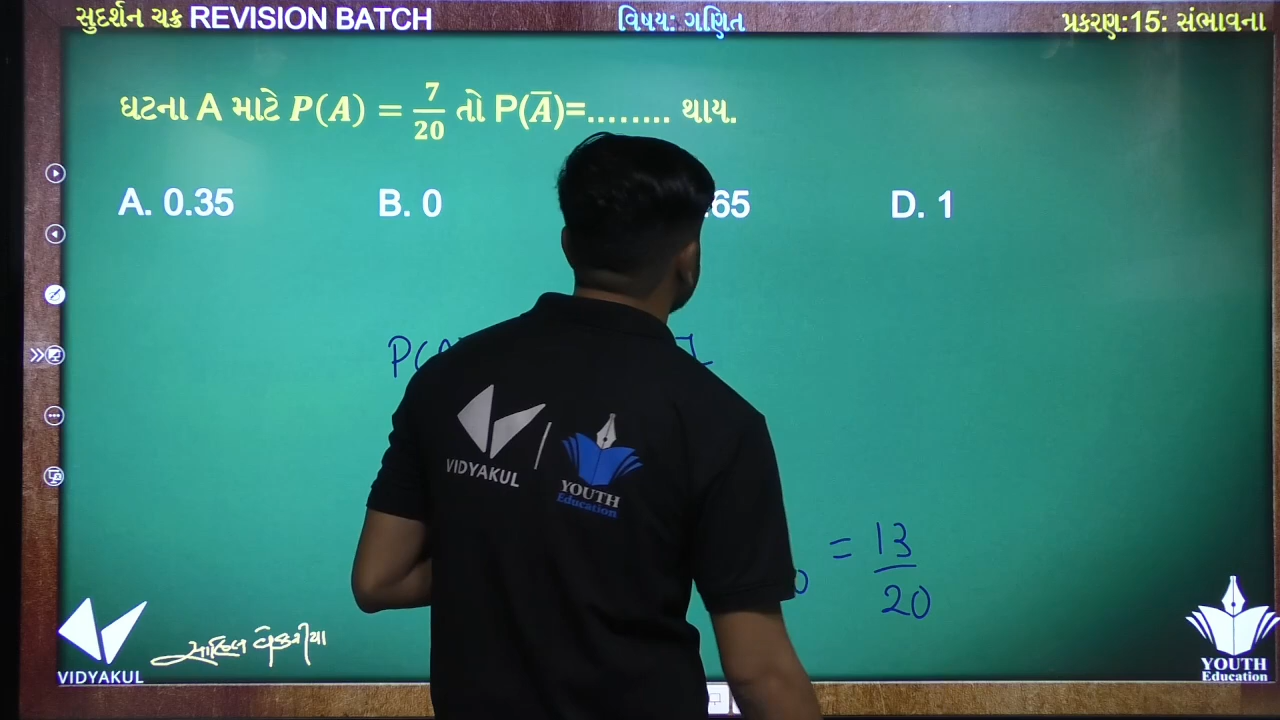 સુદર્શન ચક્ર REVISION BATCH
વિષય: ગણિત
પ્રકરણ:15: સંભાવના
ઘટના A માટે P(A) = 7/20 તો P(A̅)=........ થાય.
A. 0.35
B. 0
.65
D. 1
P(A
= 13/20
VIDYAKUL
YOUTH
Education
VIDYAKUL
YOUTH
Education